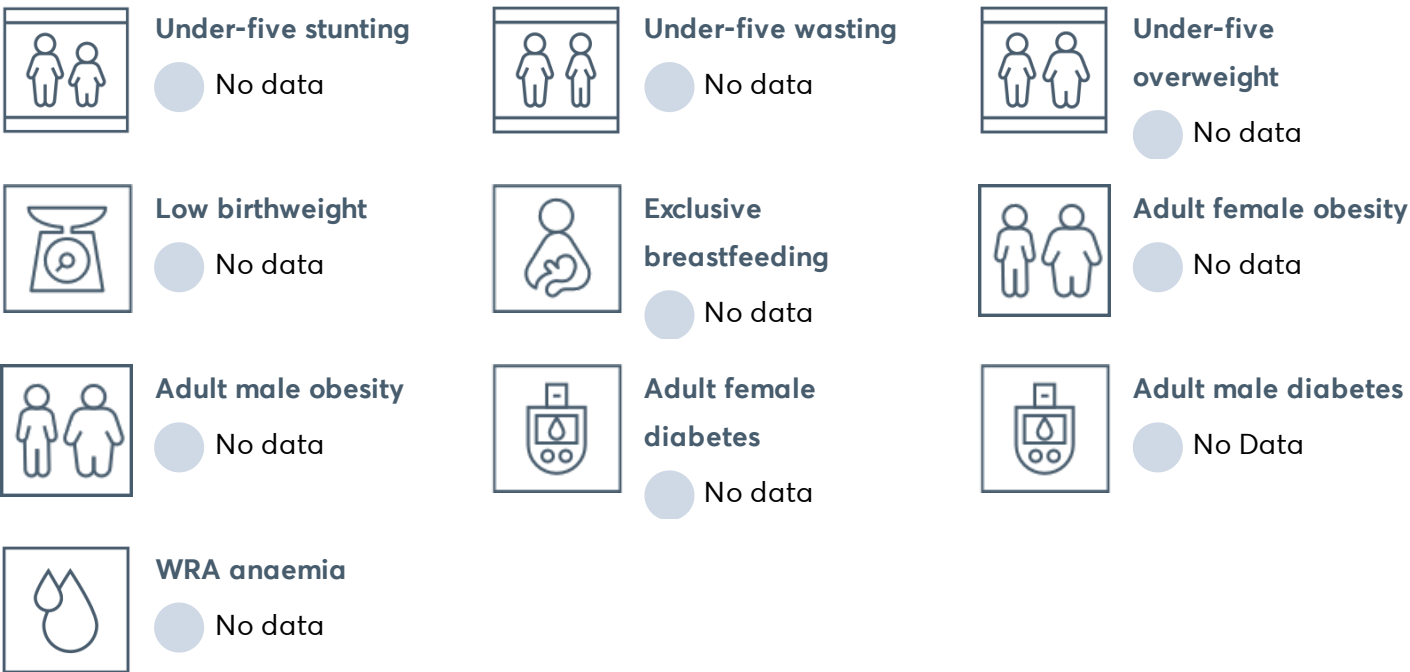 Under-five stunting
No data
Under-five wasting
No data
Under-five
overweight
No data
Low birthweight
No data
Exclusive
breastfeeding
No data
Adult female obesity
No data
Adult male obesity
No data
Adult female
diabetes
No data
Adult male diabetes
No Data
WRA anaemia
No data